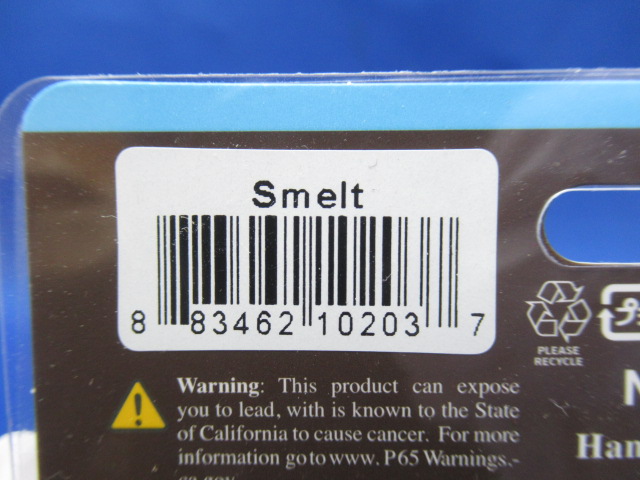 Smelt
8 83462 10203 7
PLEASE
RECYCLE
Warning: This product can expose
you to lead, with is known to the State
of California to cause cancer. For more
information go to www. P65 Warnings.-
Han